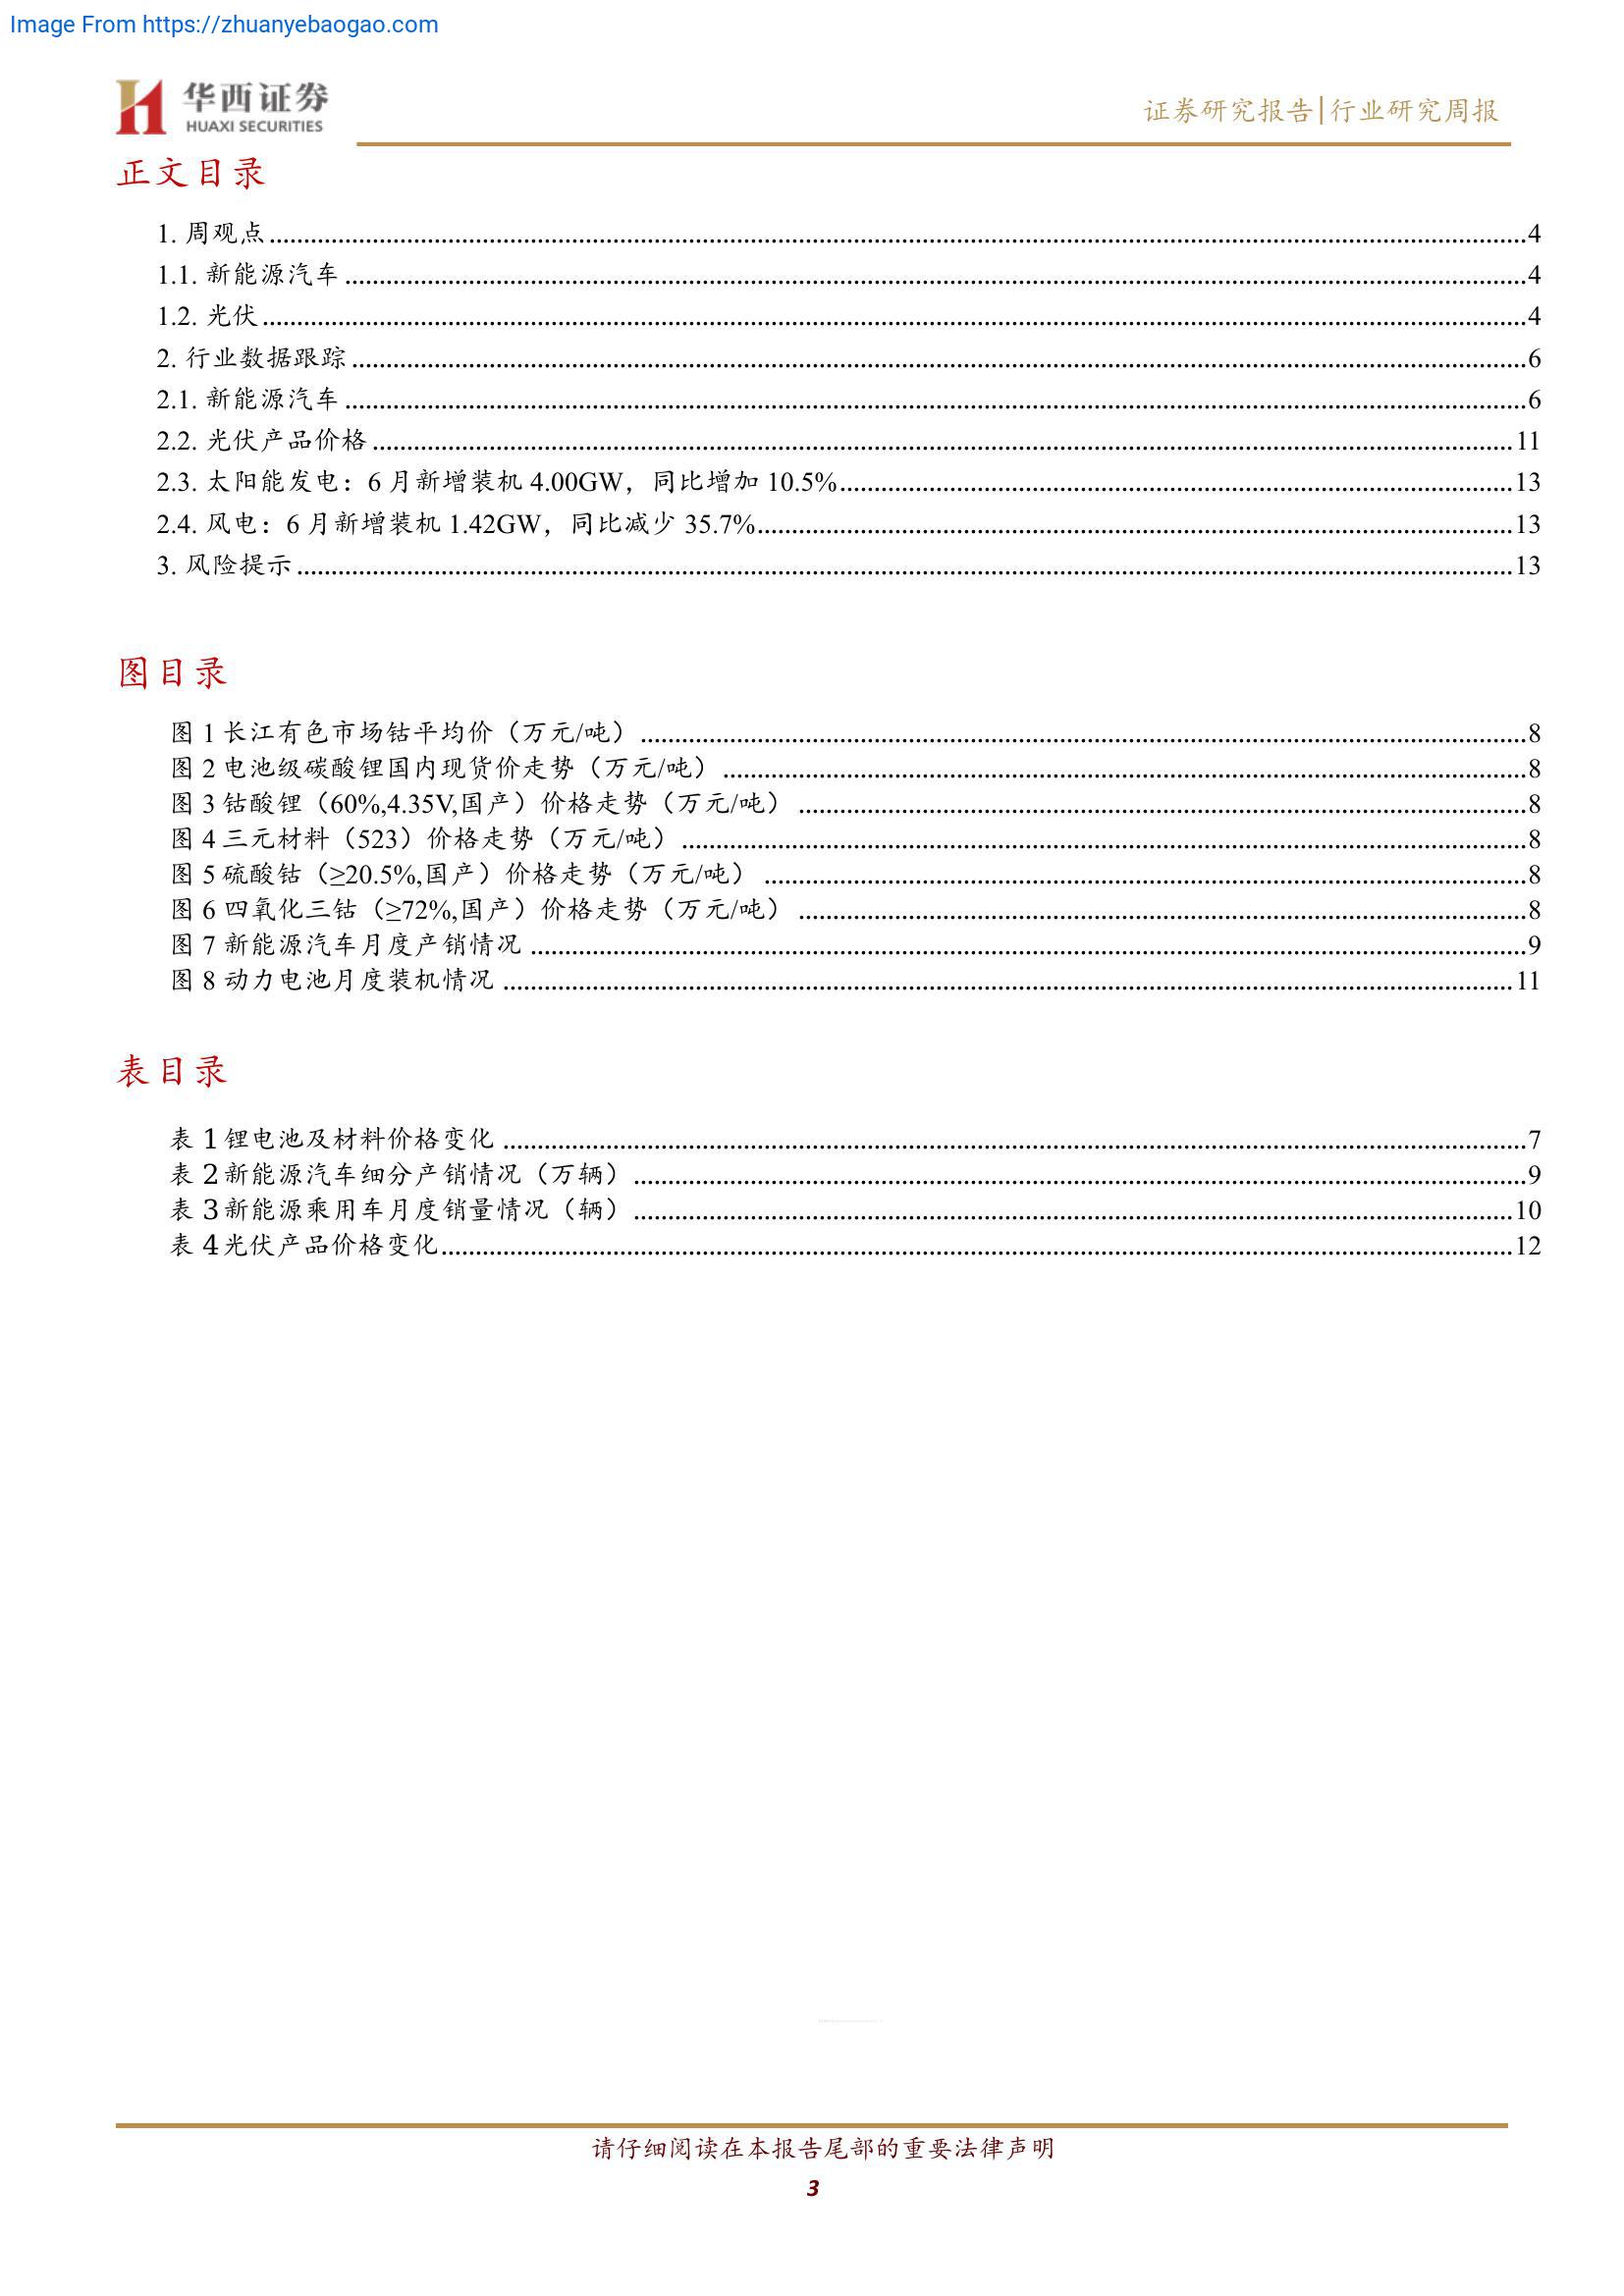 Image From https://zhuanyebaogao.com
华西证券
HUAXI SECURITIES
证券研究报告|行业研究周报
正文目录
1. 周观点 4
1.1. 新能源汽车 4
1.2. 光伏 4
2. 行业数据跟踪 6
2.1. 新能源汽车 6
2.2. 光伏产品价格 11
2.3. 太阳能发电：6 月新增装机 4.00GW，同比增加 10.5% 13
2.4. 风电：6 月新增装机 1.42GW，同比减少 35.7% 13
3. 风险提示 13
图目录
图 1 长江有色市场钴平均价（万元/吨） 8
图 2 电池级碳酸锂国内现货价走势（万元/吨） 8
图 3 钴酸锂（60%,4.35V,国产）价格走势（万元/吨） 8
图 4 三元材料（523）价格走势（万元/吨） 8
图 5 硫酸钴（≥20.5%,国产）价格走势（万元/吨） 8
图 6 四氧化三钴（≥72%,国产）价格走势（万元/吨） 8
图 7 新能源汽车月度产销情况 9
图 8 动力电池月度装机情况 11
表目录
表 1 锂电池及材料价格变化 7
表 2 新能源汽车细分产销情况（万辆） 9
表 3 新能源乘用车月度销量情况（辆） 10
表 4 光伏产品价格变化 12
请仔细阅读在本报告尾部的重要法律声明
3